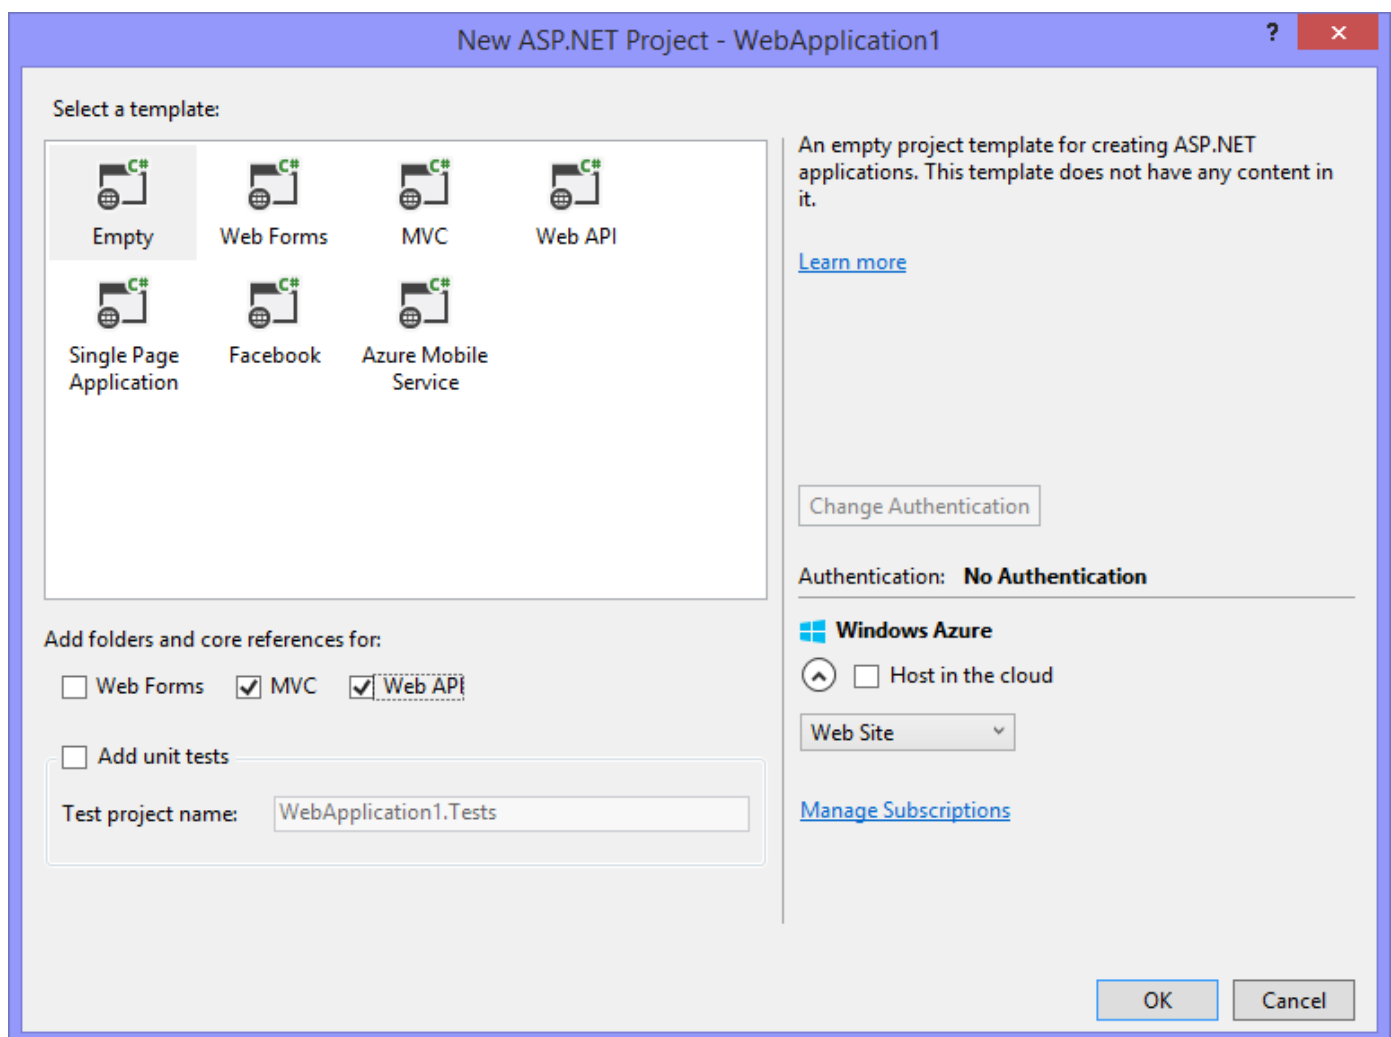 New ASP.NET Project - WebApplication1
?
Select a template:
C# C# C# C#
Empty Web Forms MVC Web API
C# C# C#
Single Page Application
Facebook
Azure Mobile Service
An empty project template for creating ASP.NET
applications. This template does not have any content in
it.
Learn more
Change Authentication
Authentication: No Authentication
Windows Azure
Host in the cloud
Web Site
Manage Subscriptions
Add folders and core references for:
Web Forms MVC Web API
Add unit tests
Test project name: WebApplication1.Tests
OK Cancel